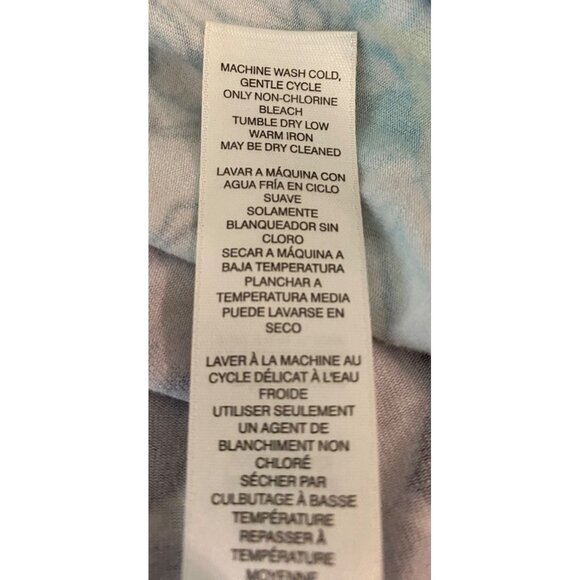 MACHINE WASH COLD,
GENTLE CYCLE
ONLY NON-CHLORINE
BLEACH
TUMBLE DRY LOW
WARM IRON
MAY BE DRY CLEANED
LAVAR A MÁQUINA CON
AGUA FRÍA EN CICLO
SUAVE
SOLAMENTE
BLANQUEADOR SIN
CLORO
SECAR A MÁQUINA A
BAJA TEMPERATURA
PLANCHAR A
TEMPERATURA MEDIA
PUEDE LAVARSE EN
SECO
LAVER À LA MACHINE AU
CYCLE DÉLICAT À L'EAU
FROIDE
UTILISER SEULEMENT
UN AGENT DE
BLANCHIMENT NON
CHLORÉ
SÉCHER PAR
CULBUTAGE À BASSE
TEMPÉRATURE
REPASSER À
TEMPÉRATURE
MOYENNE